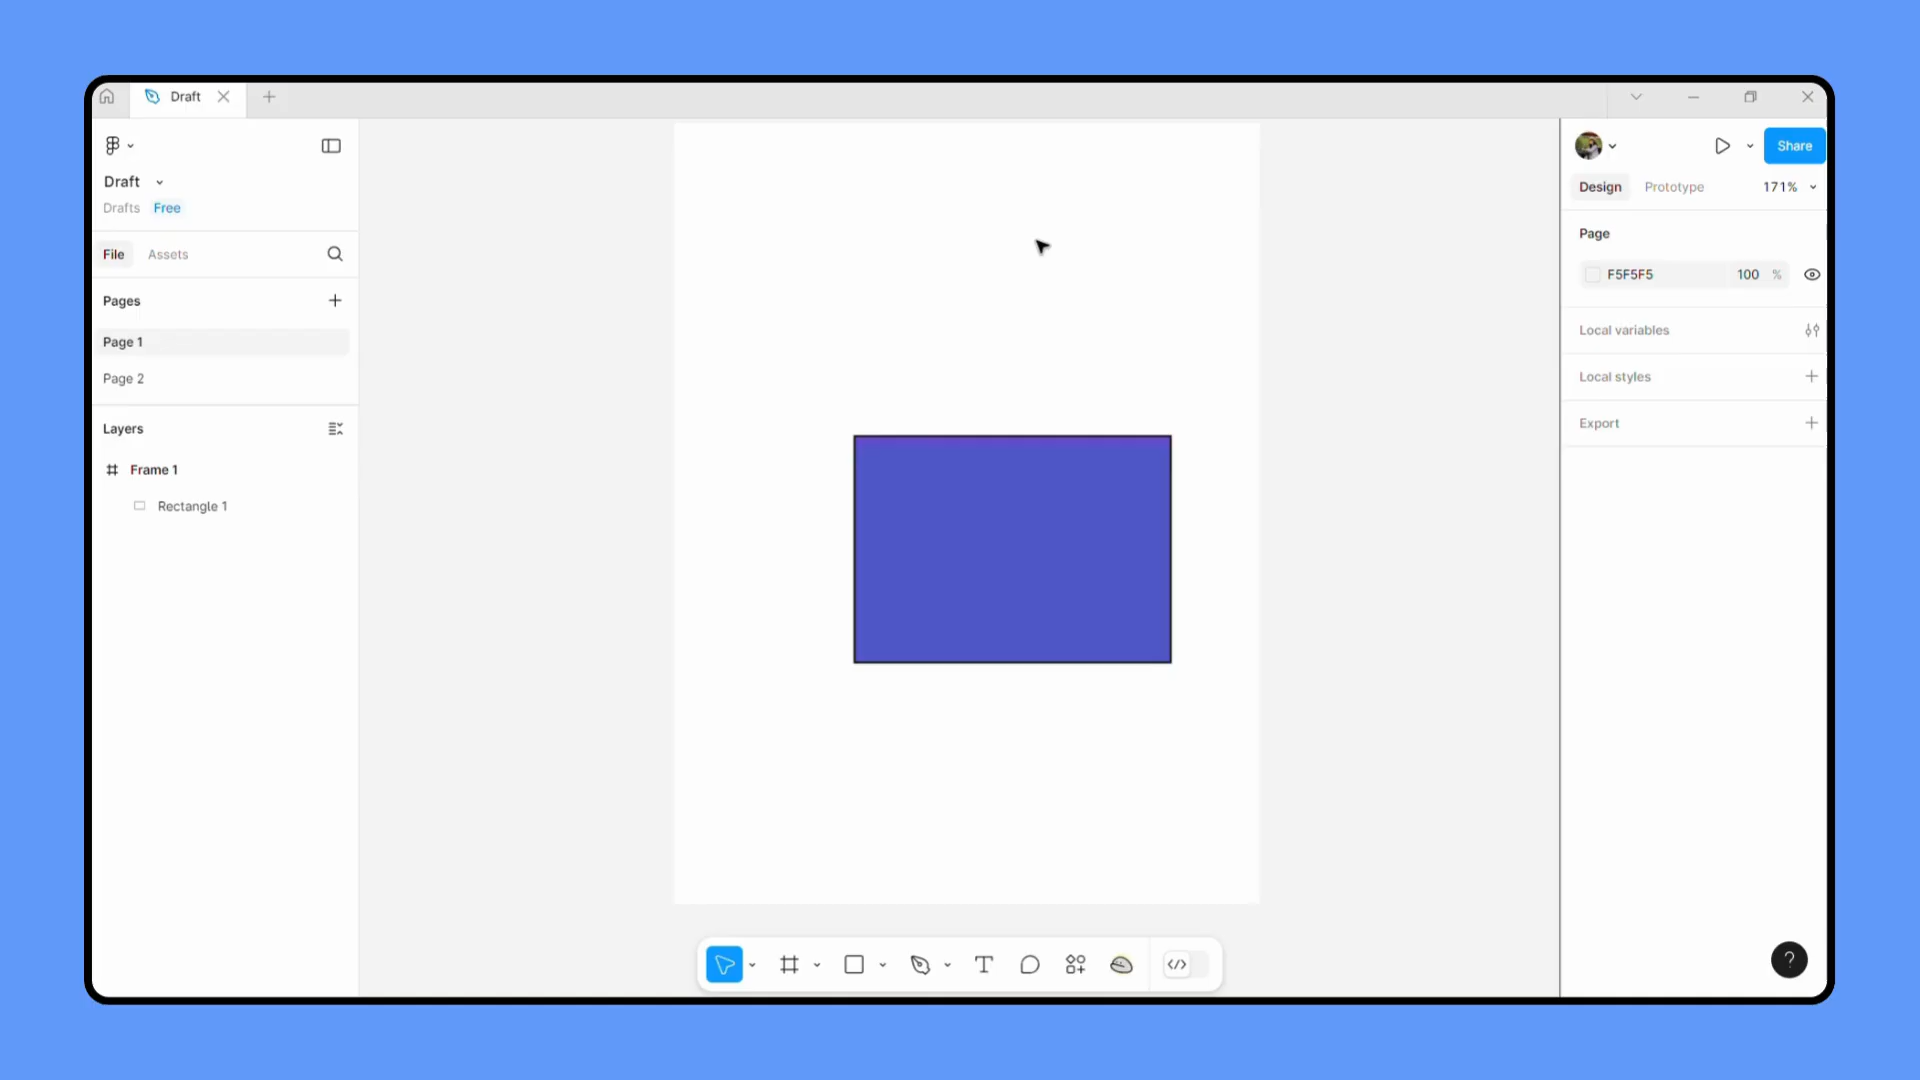 Draft
Share
Draft
Drafts Free
Design Prototype 171%
File Assets
Page
F5F5F5 100 %
Pages
Page 1
Page 2
Local variables
Local styles
Export
Layers
Frame 1
Rectangle 1
T
</>
?